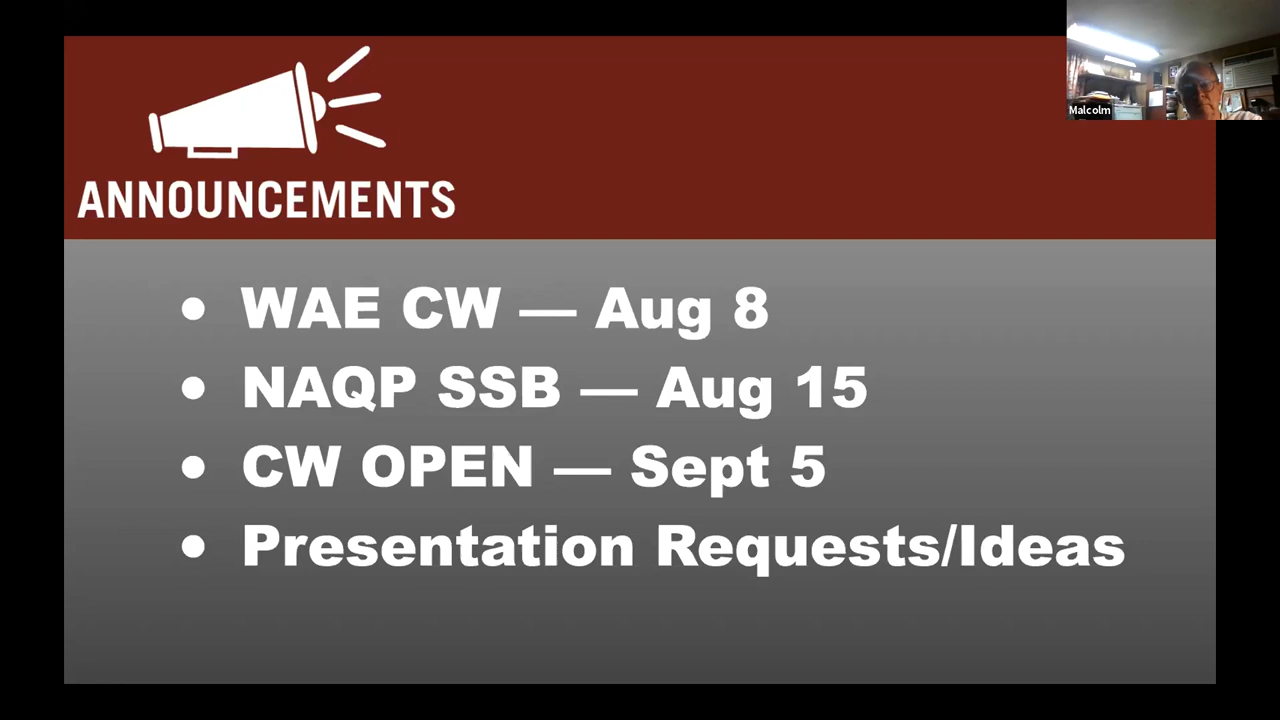 Malcolm
ANNOUNCEMENTS
• WAE CW — Aug 8
• NAQP SSB — Aug 15
• CW OPEN — Sept 5
• Presentation Requests/Ideas